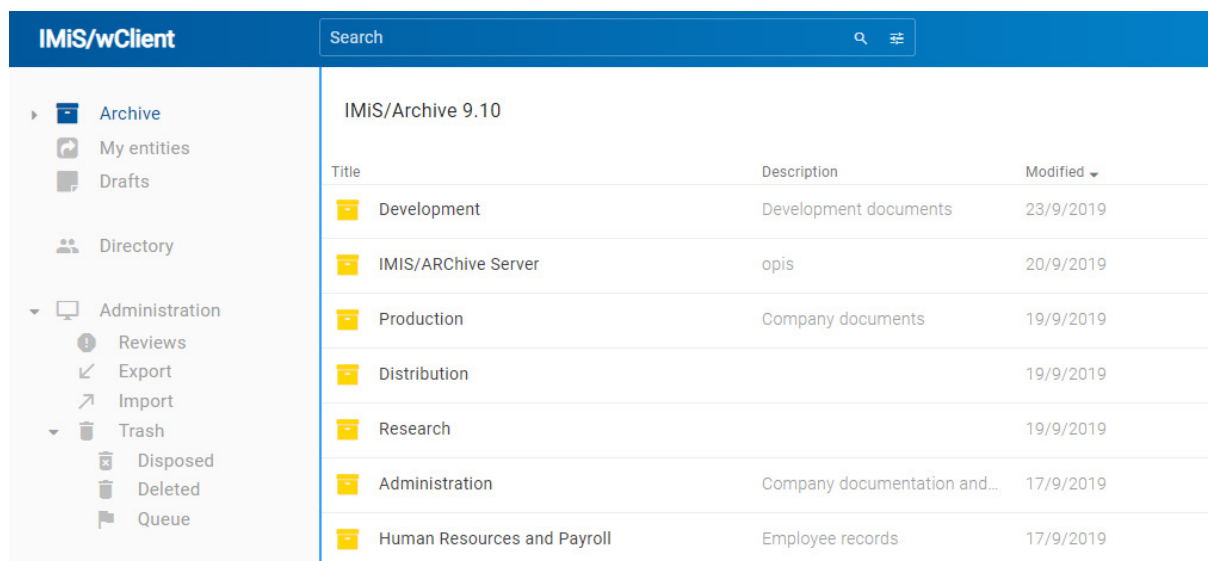 IMiS/wClient
Search
Archive
My entities
Drafts
Directory
Administration
Reviews
Export
Import
Trash
Disposed
Deleted
Queue
IMiS/Archive 9.10
Title Description Modified
Development Development documents 23/9/2019
IMIS/ARChive Server opis 20/9/2019
Production Company documents 19/9/2019
Distribution 19/9/2019
Research 19/9/2019
Administration Company documentation and... 17/9/2019
Human Resources and Payroll Employee records 17/9/2019